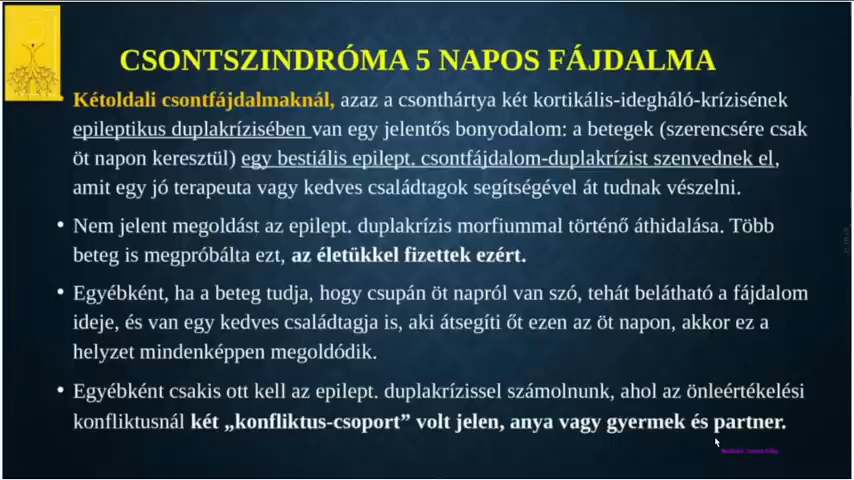 CSONTSZINDRÓMA 5 NAPOS FÁJDALMA
• Kétoldali csontfájdalmaknál, azaz a csonthártya két kortikális-ideghálό-krízisének
epileptikus duplakrízisében van egy jelentős bonyodalom: a betegek (szerencsére csak
öt napon keresztül) egy bestiális epilept. csontfájdalom-duplakrízist szenvednek el,
amit egy jó terapeuta vagy kedves családtagok segítségével át tudnak vészelni.
• Nem jelent megoldást az epilept. duplakrízis morfiummal történő áthidalása. Több
beteg is megpróbálta ezt, az életükkel fizettek ezért.
• Egyébként, ha a beteg tudja, hogy csupán öt napról van szó, tehát belátható a fájdalom
ideje, és van egy kedves családtagja is, aki átsegíti őt ezen az öt napon, akkor ez a
helyzet mindenképpen megoldódik.
• Egyébként csakis ott kell az epilept. duplakrízissel számolnunk, ahol az önleértékelési
konfliktusnál két „konfliktus-csoport” volt jelen, anya vagy gyermek és partner.